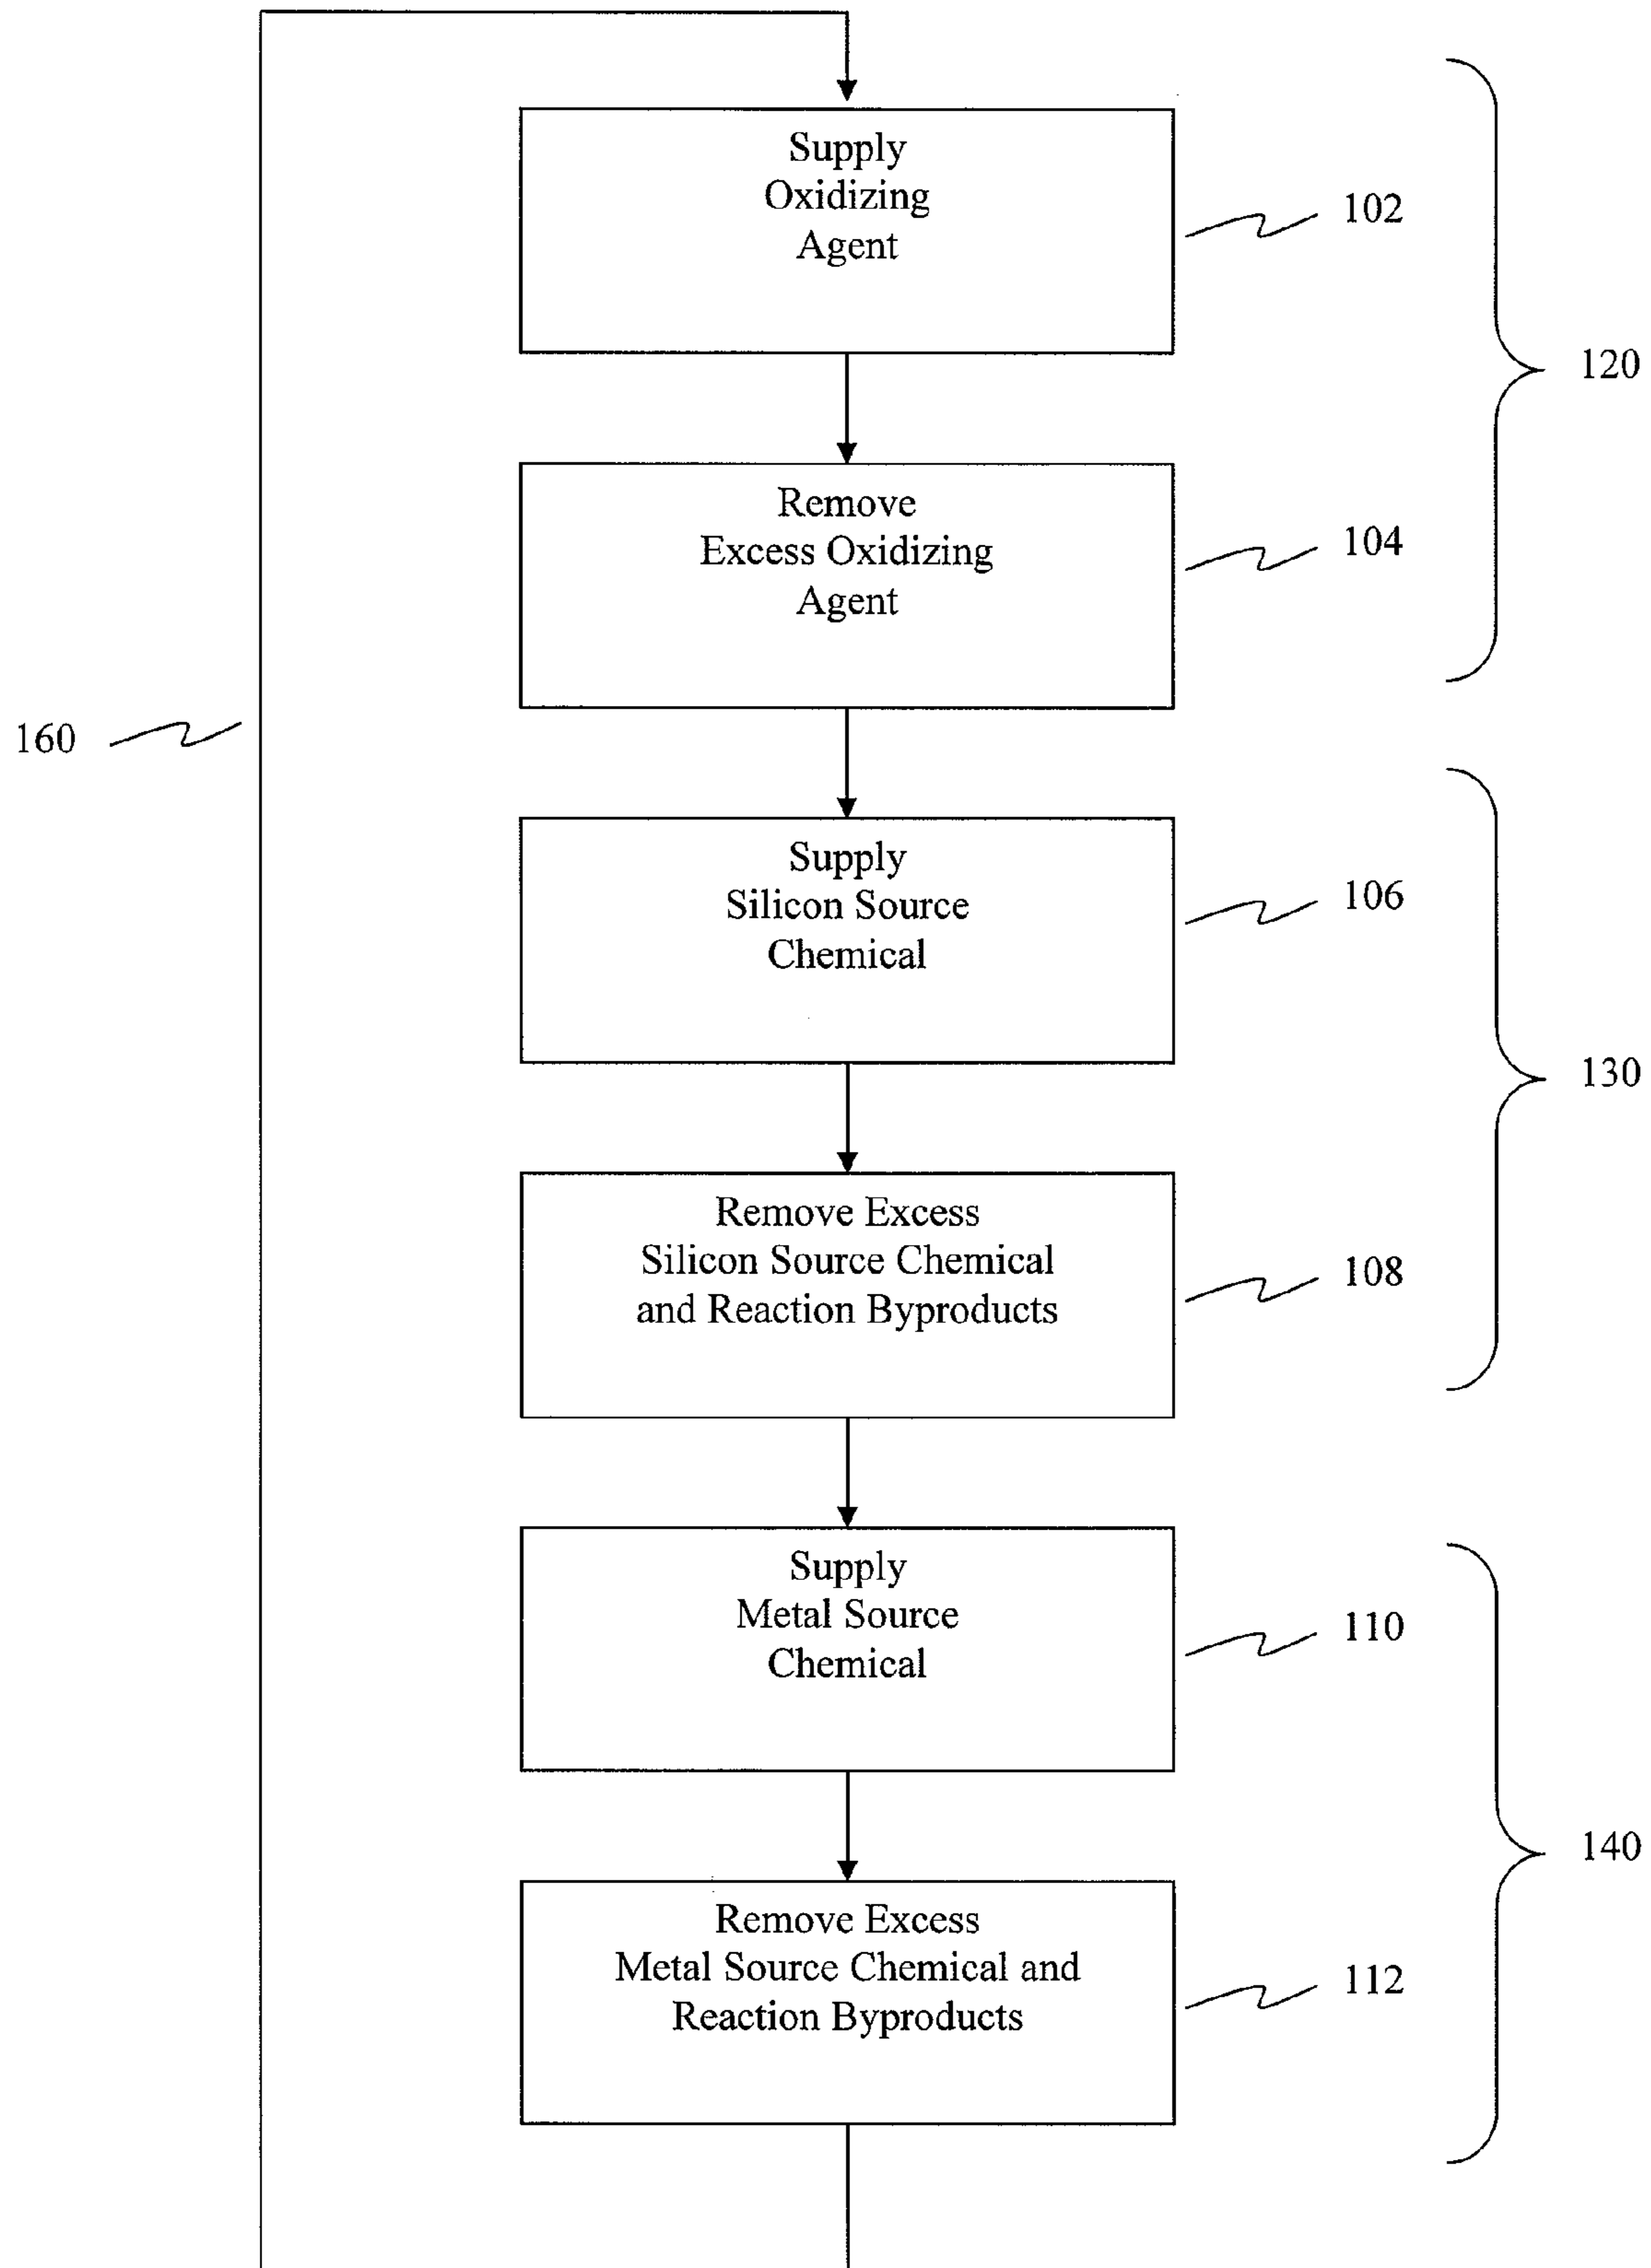 Supply
Oxidizing
Agent
102
120
Remove
Excess Oxidizing
Agent
104
160
Supply
Silicon Source
Chemical
106
130
Remove Excess
Silicon Source Chemical
and Reaction Byproducts
108
Supply
Metal Source
Chemical
110
140
Remove Excess
Metal Source Chemical and
Reaction Byproducts
112